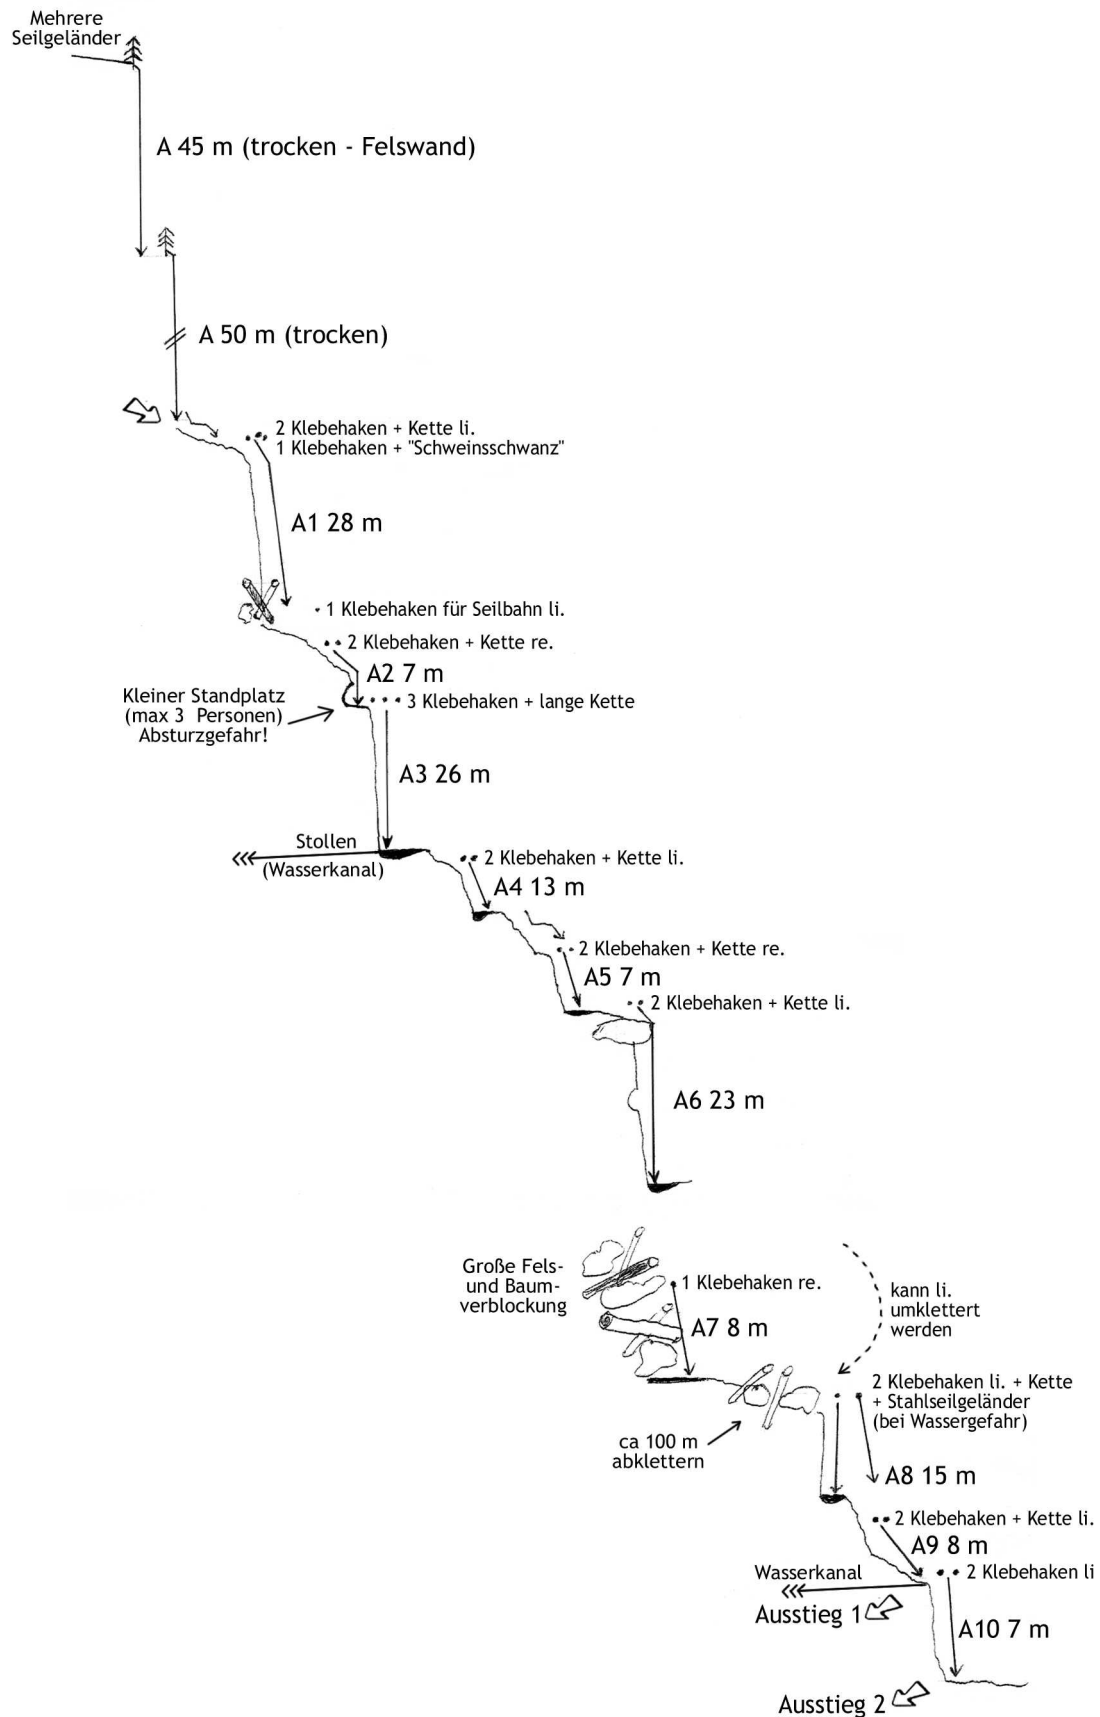 Mehrere
Seilgeländer
A 45 m (trocken - Felswand)
A 50 m (trocken)
2 Klebehaken + Kette li.
1 Klebehaken + "Schweinsschwanz"
A1 28 m
1 Klebehaken für Seilbahn li.
2 Klebehaken + Kette re.
A2 7 m
Kleiner Standplatz
(max 3 Personen)
Absturzgefahr!
3 Klebehaken + lange Kette
A3 26 m
Stollen
(Wasserkanal)
2 Klebehaken + Kette li.
A4 13 m
2 Klebehaken + Kette re.
A5 7 m
2 Klebehaken + Kette li.
A6 23 m
Große Fels-
und Baum-
verblockung
1 Klebehaken re.
A7 8 m
kann li.
umklettert
werden
2 Klebehaken li. + Kette
+ Stahlseilgeländer
(bei Wassergefahr)
ca 100 m
abklettern
A8 15 m
2 Klebehaken + Kette li.
A9 8 m
Wasserkanal
2 Klebehaken li
Ausstieg 1
A10 7 m
Ausstieg 2